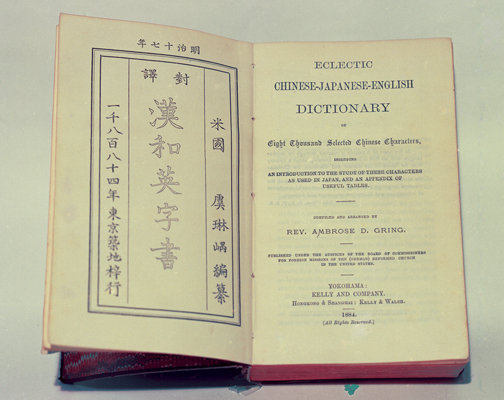 年七十治明
對譯
漢和英字書
米國 虞琳嵎編纂
一千八百八十四年 東京築地梓行
ECLECTIC
CHINESE-JAPANESE-ENGLISH
DICTIONARY
OF
Eight Thousand Selected Chinese Characters,
INCLUDING
AN INTRODUCTION TO THE STUDY OF THESE CHARACTERS
AS USED IN JAPAN, AND AN APPENDIX OF
USEFUL TABLES.
COMPILED AND ARRANGED BY
REV. AMBROSE D. GRING.
PUBLISHED UNDER THE AUSPICES OF THE BOARD OF COMMISSIONERS
FOR FOREIGN MISSIONS OF THE [GERMAN] REFORMED CHURCH
IN THE UNITED STATES.
YOKOHAMA:
KELLY AND COMPANY.
HONGKONG & SHANGHAI: KELLY & WALSH.
1884.
[All Rights Reserved.]